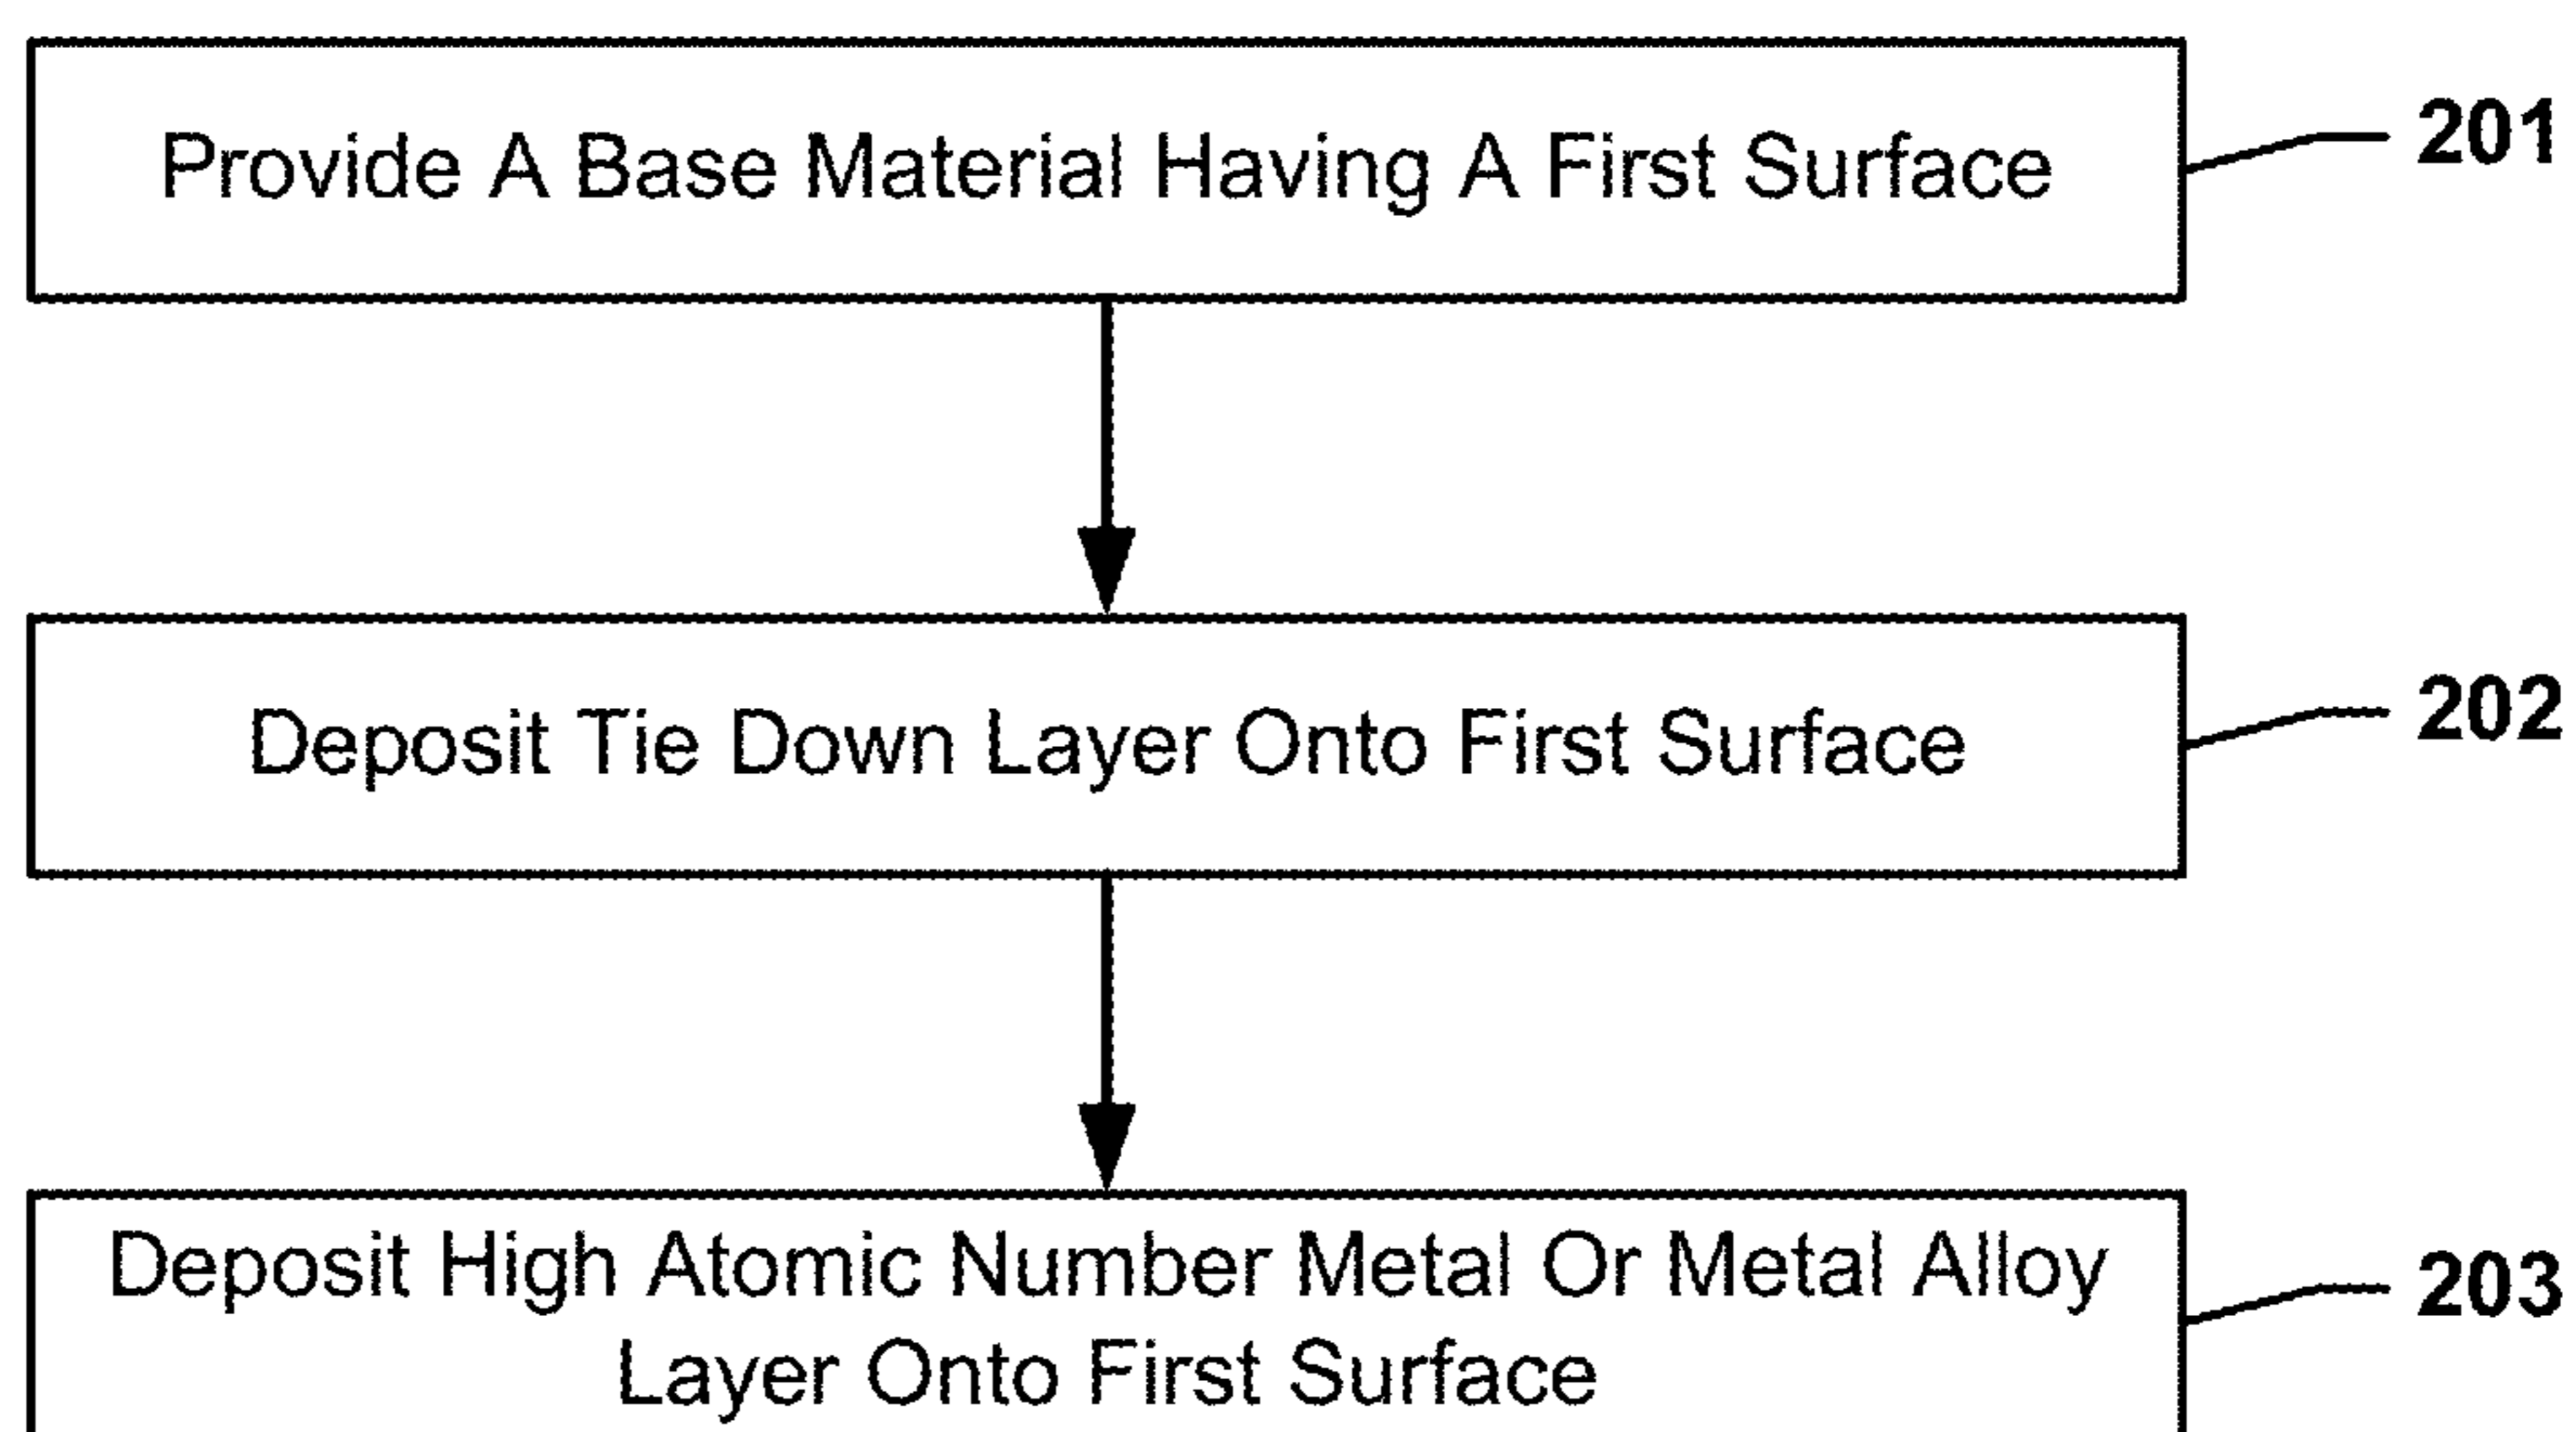 Provide A Base Material Having A First Surface
201
Deposit Tie Down Layer Onto First Surface
202
Deposit High Atomic Number Metal Or Metal Alloy
Layer Onto First Surface
203